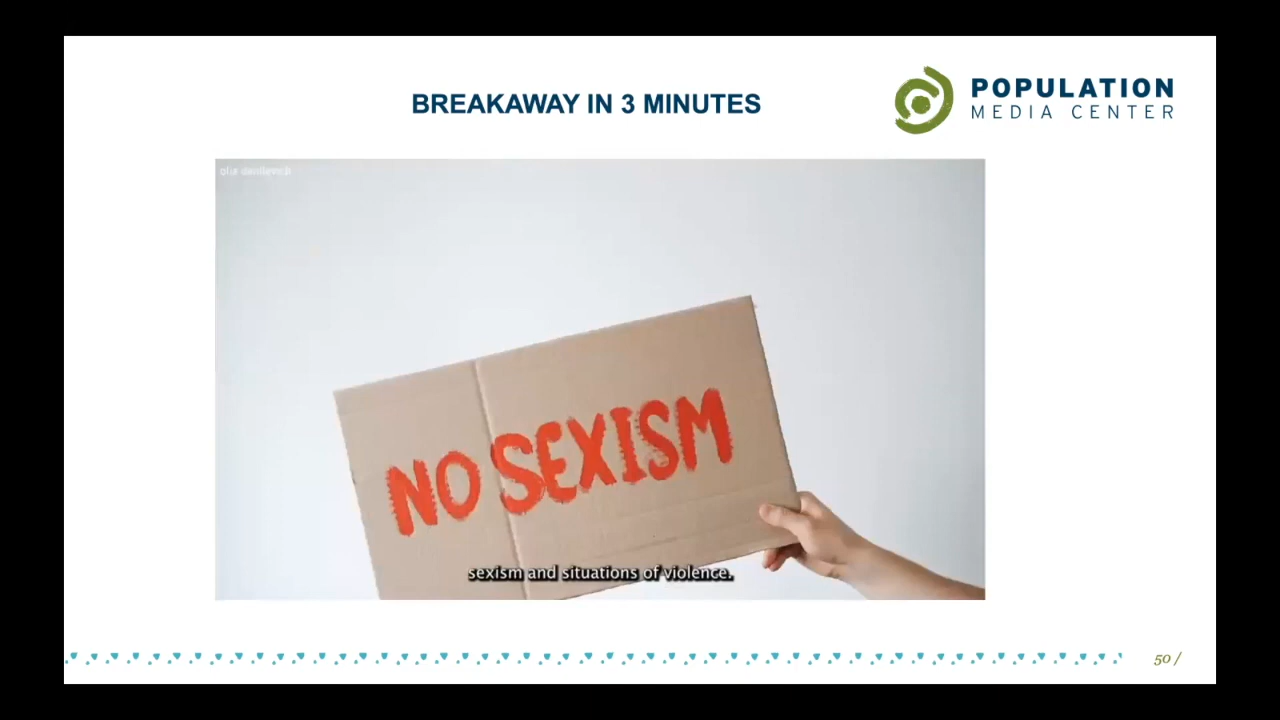 BREAKAWAY IN 3 MINUTES
POPULATION
MEDIA CENTER
NO SEXISM
sexism and situations of violence.
50 /